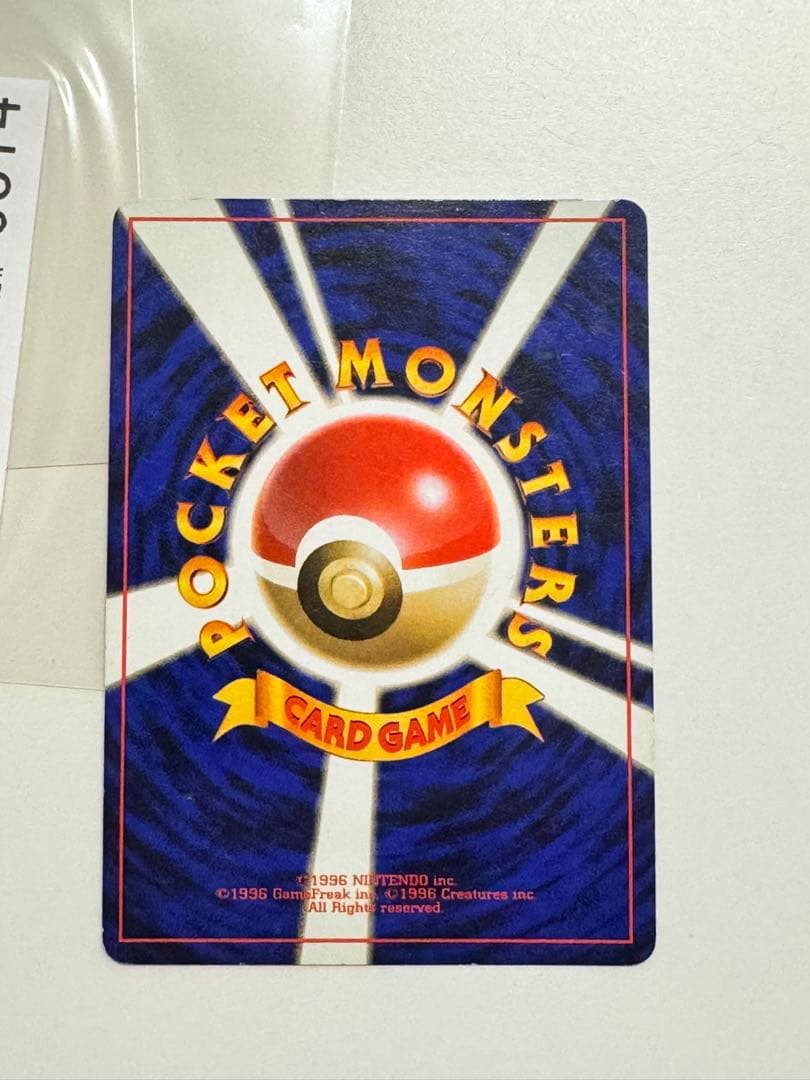 POCKET MONSTERS
CARD GAME
©1996 NINTENDO inc.
©1996 GameFreak inc. ©1996 Creatures inc.
All Rights reserved.